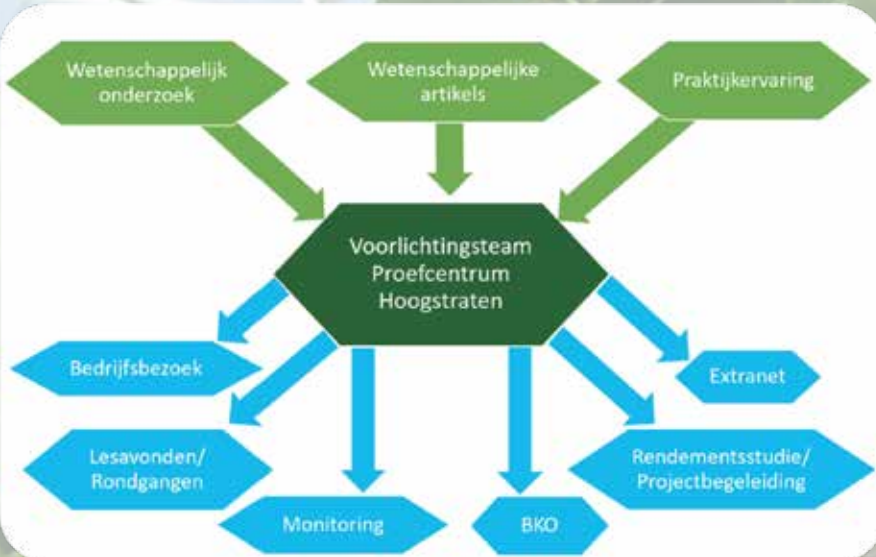 Wetenschappelijk
onderzoek
Wetenschappelijke
artikels
Praktijkervaring
Voorlichtingsteam
Proefcentrum
Hoogstraten
Bedrijfsbezoek
Extranet
Lesavonden/
Rondgangen
Rendementsstudie/
Projectbegeleiding
Monitoring
BKO